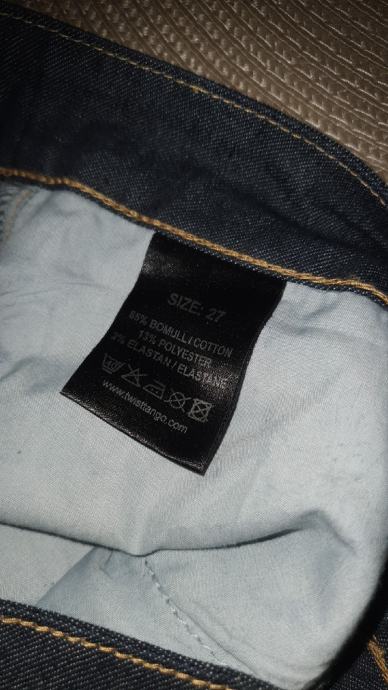 SIZE: 27
85% BOMULL / COTTON
13% POLYESTER
2% ELASTAN / ELASTANE
www.twisttango.com